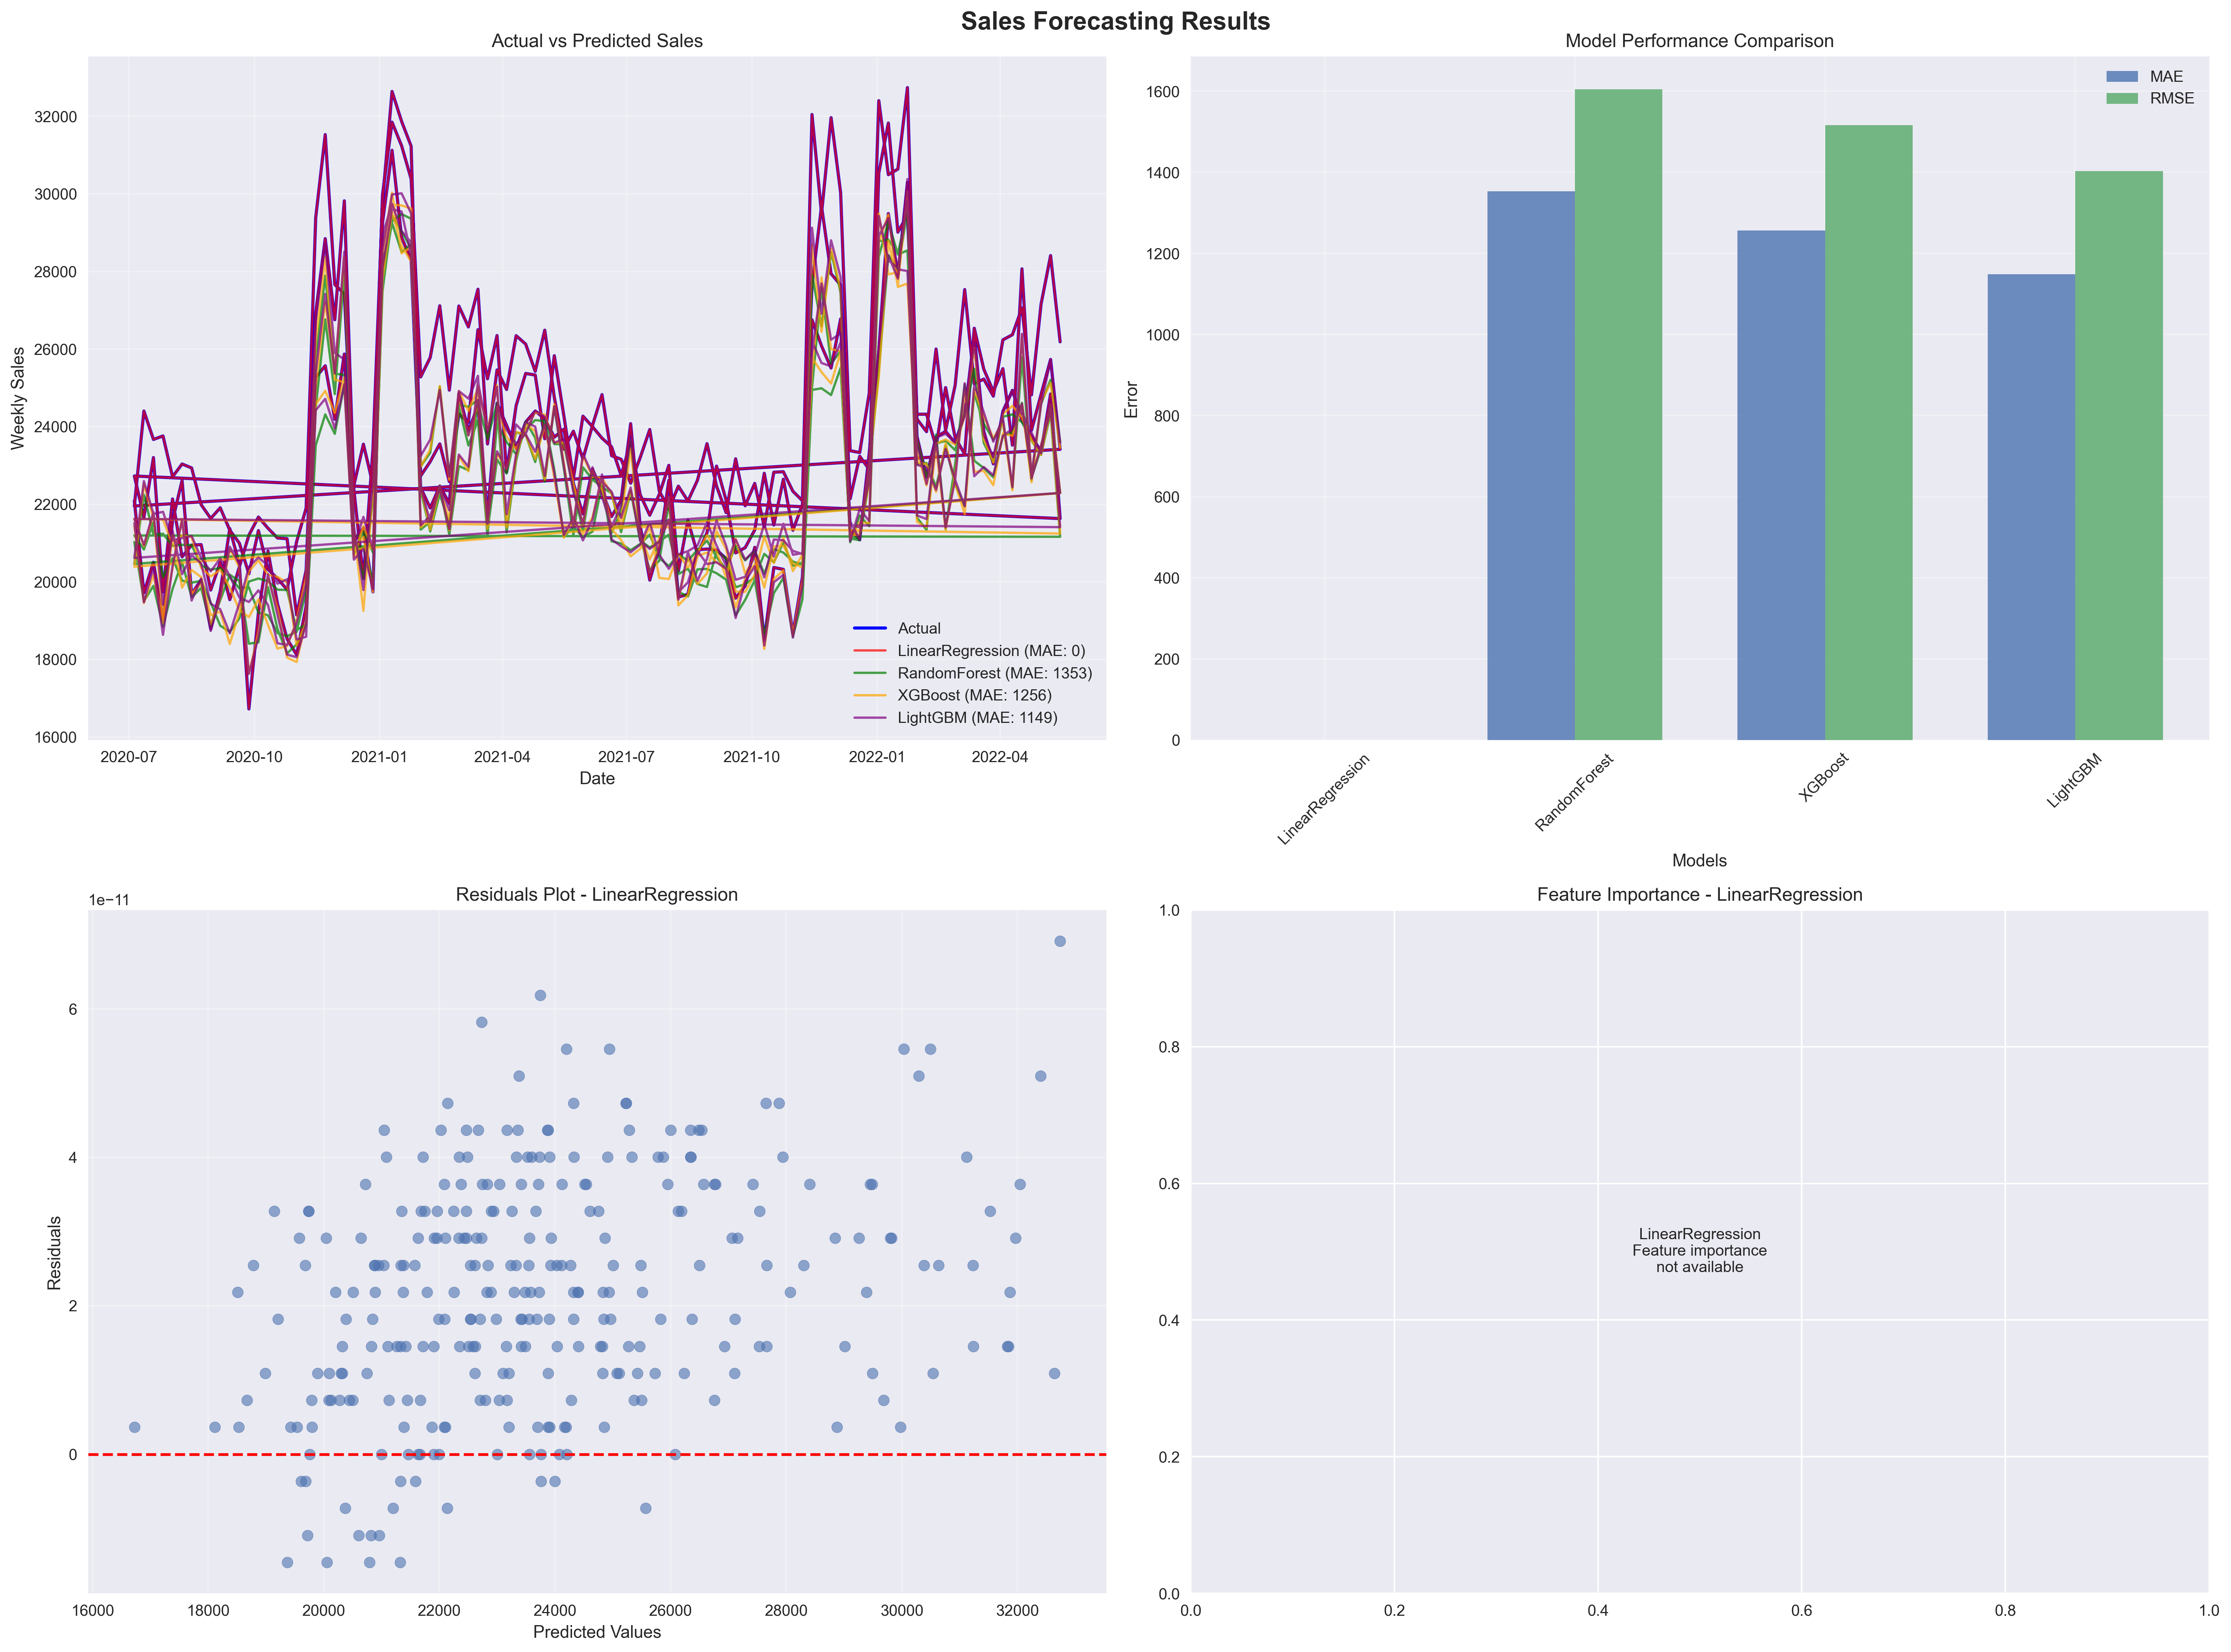 Sales Forecasting Results
Actual vs Predicted Sales
Weekly Sales
32000
30000
28000
26000
24000
22000
20000
18000
16000
Actual
LinearRegression (MAE: 0)
RandomForest (MAE: 1353)
XGBoost (MAE: 1256)
LightGBM (MAE: 1149)
2020-07 2020-10 2021-01 2021-04 2021-07 2021-10 2022-01 2022-04
Date
Model Performance Comparison
MAE
RMSE
Error
1600
1400
1200
1000
800
600
400
200
0
LinearRegression
RandomForest
XGBoost
LightGBM
Models
Residuals Plot - LinearRegression
1e−11
Residuals
6
4
2
0
16000 18000 20000 22000 24000 26000 28000 30000 32000
Predicted Values
Feature Importance - LinearRegression
1.0
0.8
0.6
0.4
0.2
0.0
LinearRegression
Feature importance
not available
0.0 0.2 0.4 0.6 0.8 1.0